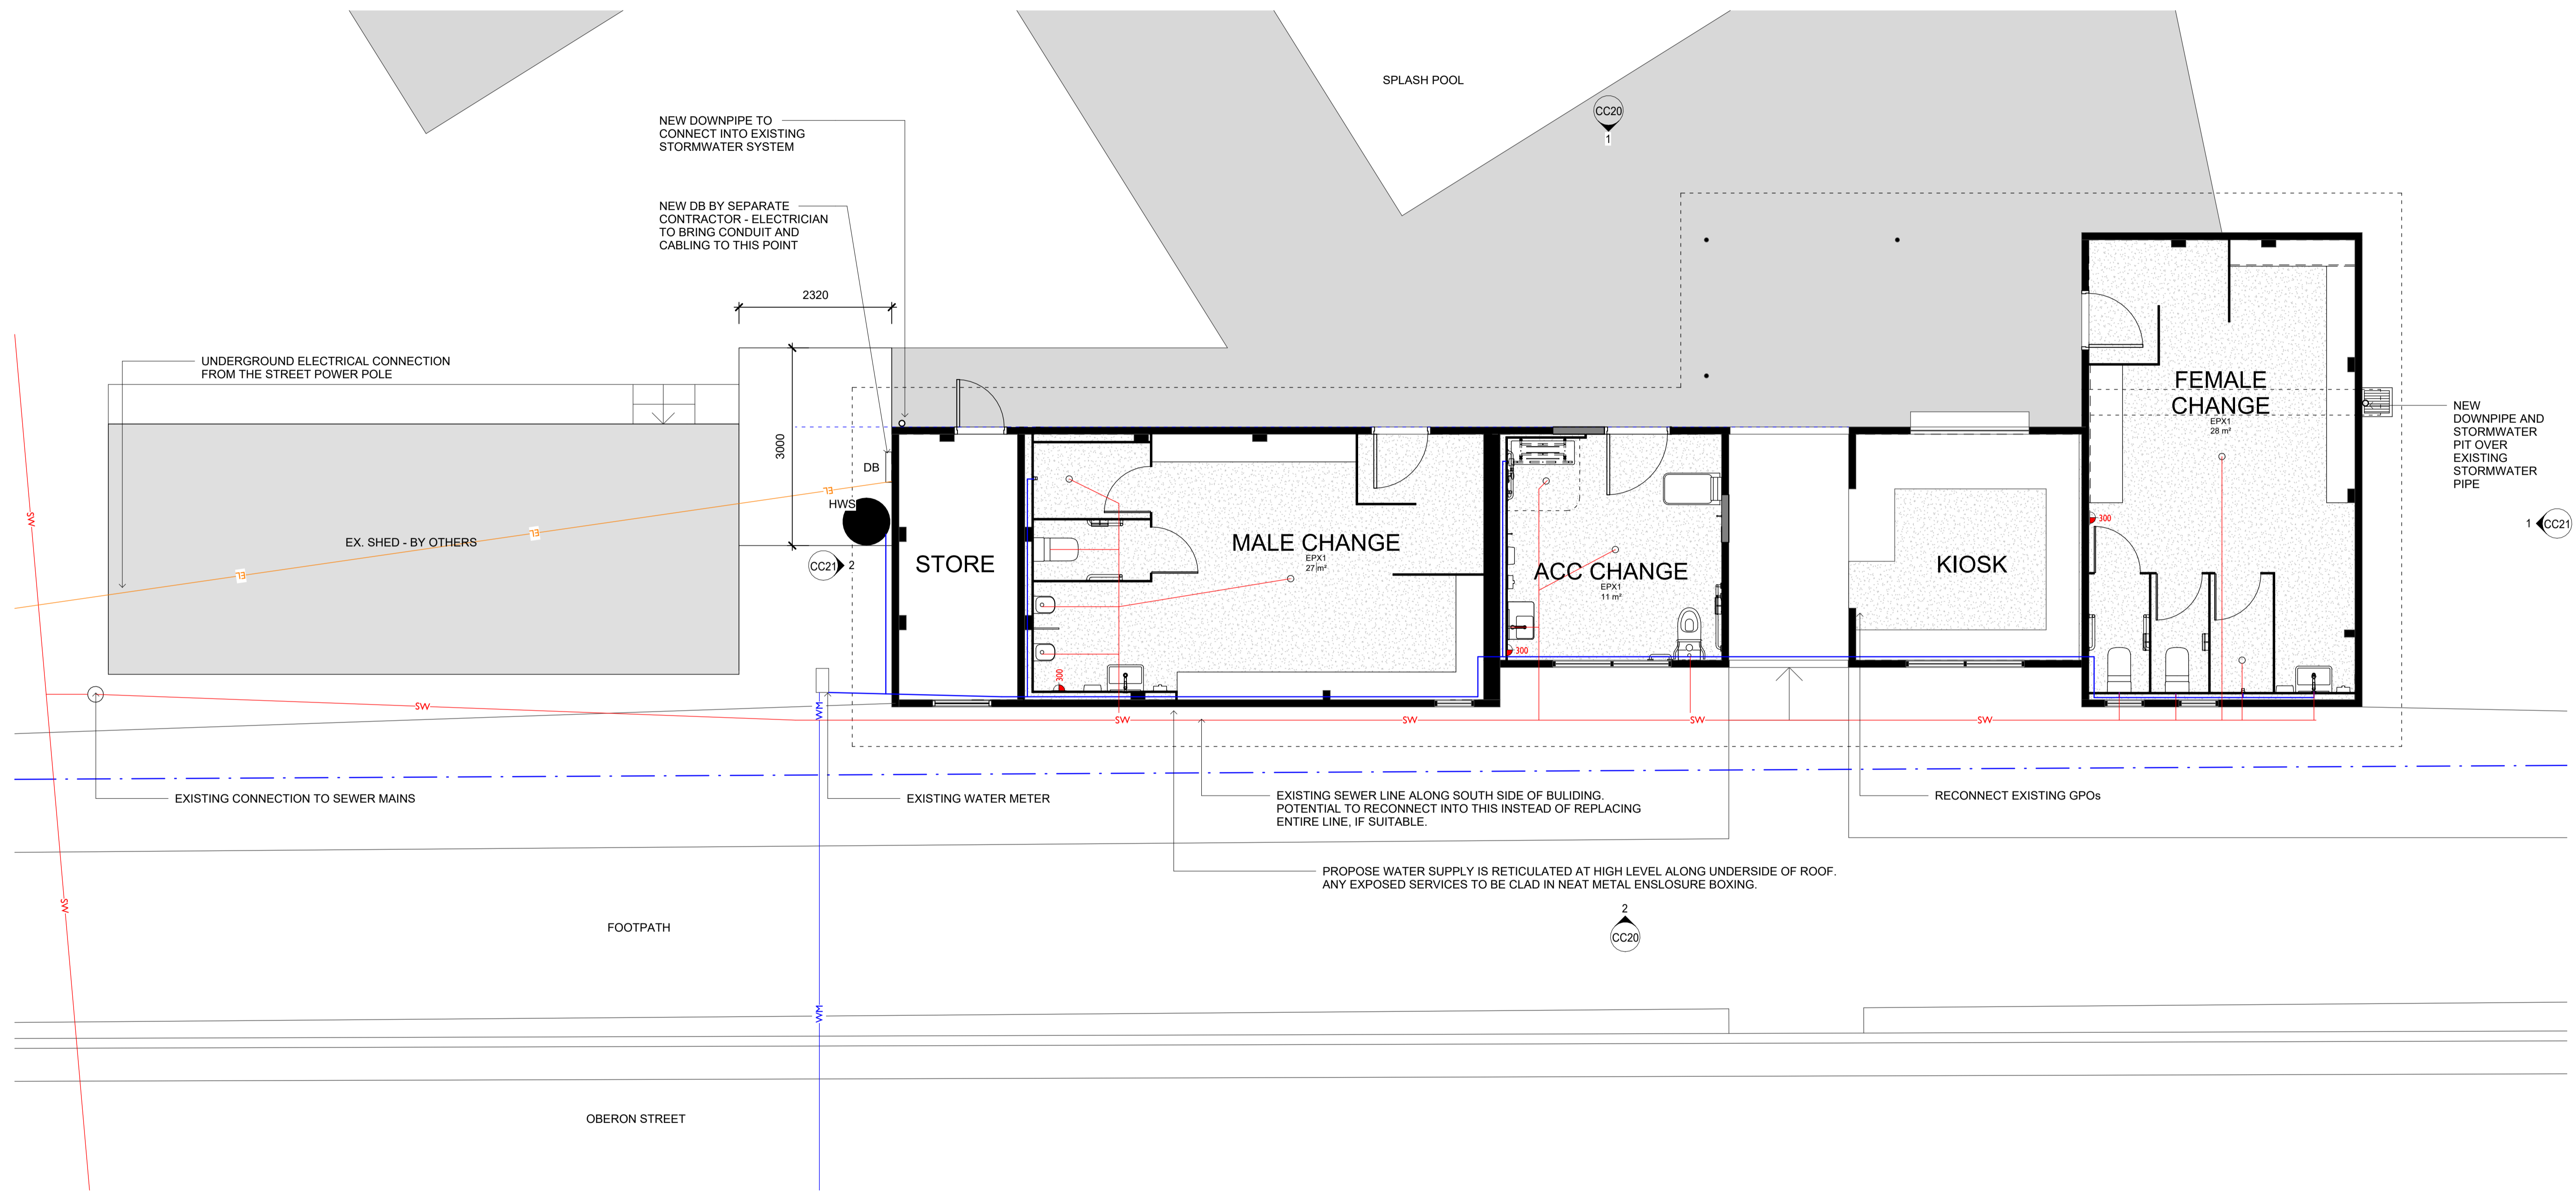 SPLASH POOL
CC20
1
NEW DOWNPIPE TO
CONNECT INTO EXISTING
STORMWATER SYSTEM
NEW DB BY SEPARATE
CONTRACTOR - ELECTRICIAN
TO BRING CONDUIT AND
CABLING TO THIS POINT
2320
3000
UNDERGROUND ELECTRICAL CONNECTION
FROM THE STREET POWER POLE
DB
HWS
EL
EL
EL
EX. SHED - BY OTHERS
CC21
2
STORE
MALE CHANGE
EPX1
27 m²
300
ACC CHANGE
EPX1
11 m²
300
KIOSK
FEMALE
CHANGE
EPX1
28 m²
300
NEW
DOWNPIPE AND
STORMWATER
PIT OVER
EXISTING
STORMWATER
PIPE
1
CC21
SW
SW
SW
SW
SW
SW
SW
WM
WM
EXISTING CONNECTION TO SEWER MAINS
EXISTING WATER METER
EXISTING SEWER LINE ALONG SOUTH SIDE OF BULIDING.
POTENTIAL TO RECONNECT INTO THIS INSTEAD OF REPLACING
ENTIRE LINE, IF SUITABLE.
RECONNECT EXISTING GPOs
PROPOSE WATER SUPPLY IS RETICULATED AT HIGH LEVEL ALONG UNDERSIDE OF ROOF.
ANY EXPOSED SERVICES TO BE CLAD IN NEAT METAL ENSLOSURE BOXING.
2
CC20
FOOTPATH
OBERON STREET